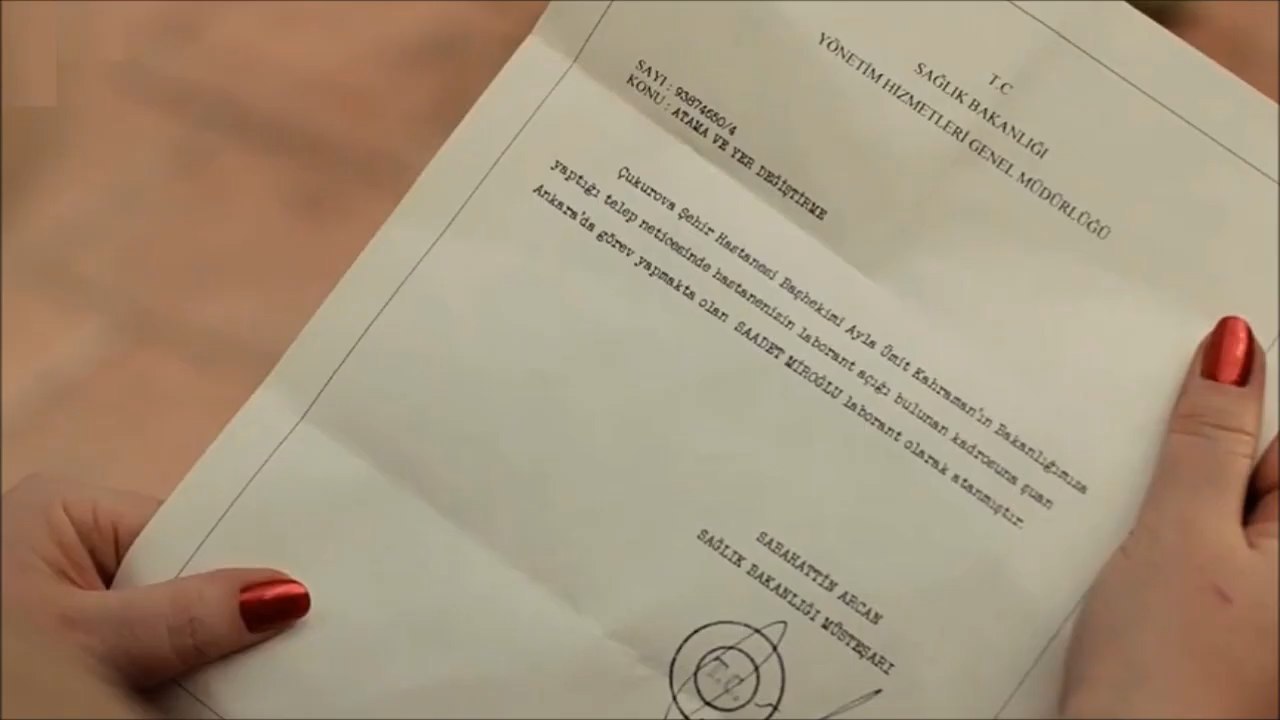 T.C
SAĞLIK BAKANLIĞI
YÖNETİM HİZMETLERİ GENEL MÜDÜRLÜĞÜ
SAYI : 93874650/4
KONU : ATAMA VE YER DEĞİŞTİRME
Çukurova Şehir Hastanesi Başhekimi Ayla Ümit Kahraman'ın Bakanlığımıza
yaptığı telep neticesinde hastanenizin laborant açığı bulunan kadrosuna şuan
Ankara'da görev yapmakta olan SAADET MİROĞLU laborant olarak atanmıştır.
SABAHATTİN ARCAN
SAĞLIK BAKANLIĞI MÜSTEŞARI
T.C.